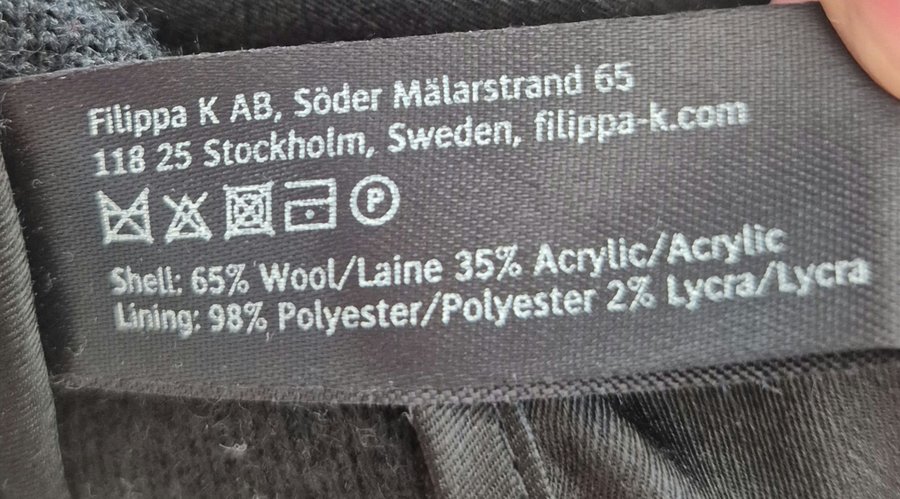 Filippa K AB, Söder Mälarstrand 65
118 25 Stockholm, Sweden, filippa-k.com
P
Shell: 65% Wool/Laine 35% Acrylic/Acrylic
Lining: 98% Polyester/Polyester 2% Lycra/Lycra